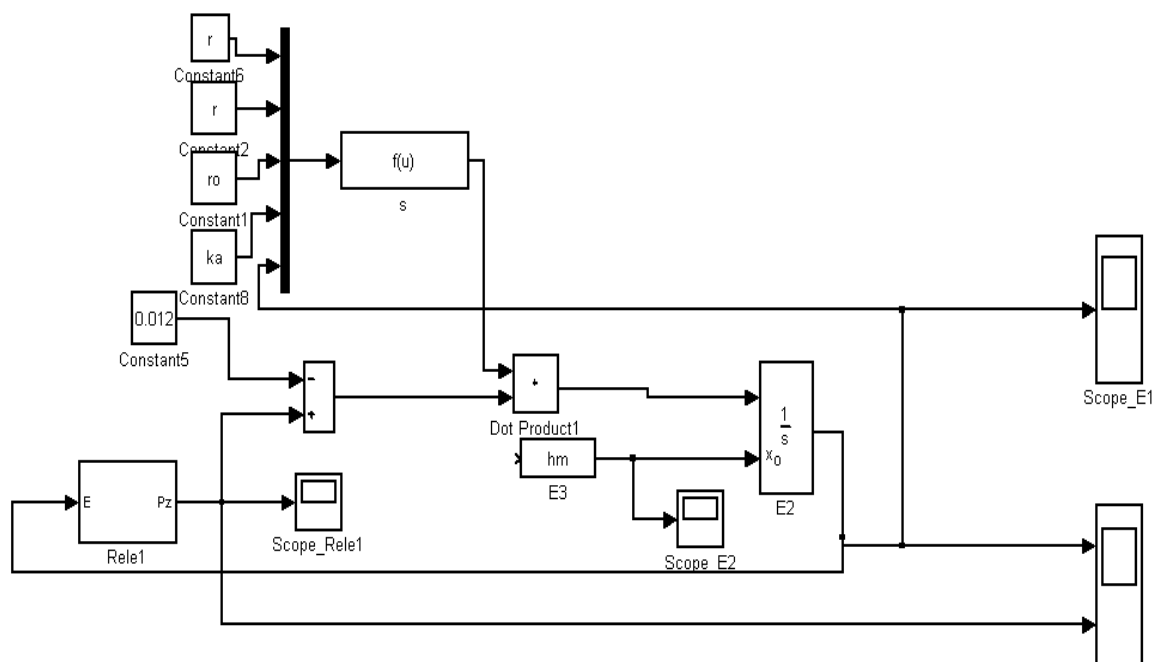 r
Constant6
r
Constant2
ro
Constant1
ka
Constant8
f(u)
s
0.012
Constant5
Scope_E1
Dot Product1
1
s
x0
E2
hm
E3
E
Pz
Rele1
Scope_Rele1
Scope_E2